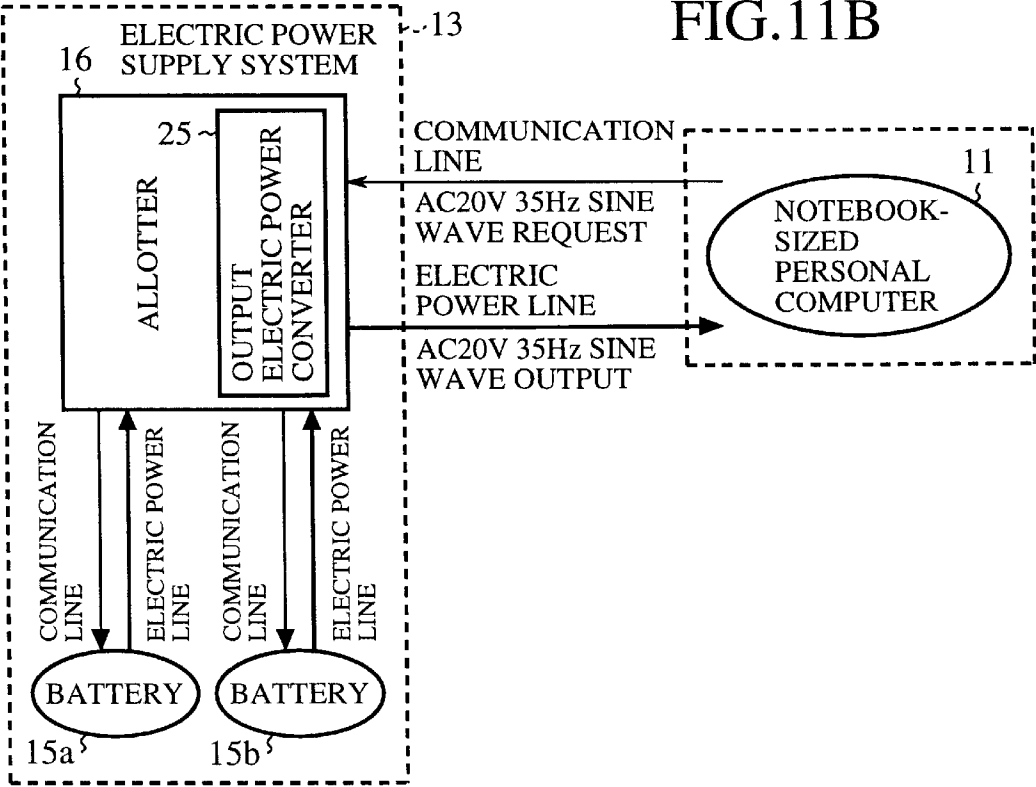 FIG.11B
13
ELECTRIC POWER
SUPPLY SYSTEM
16
25
ALLOTTER
OUTPUT
ELECTRIC POWER
CONVERTER
COMMUNICATION
LINE
AC20V 35Hz SINE
WAVE REQUEST
ELECTRIC
POWER LINE
AC20V 35Hz SINE
WAVE OUTPUT
11
NOTEBOOK-
SIZED
PERSONAL
COMPUTER
COMMUNICATION
LINE
ELECTRIC POWER
LINE
COMMUNICATION
LINE
ELECTRIC POWER
LINE
BATTERY
BATTERY
15a
15b